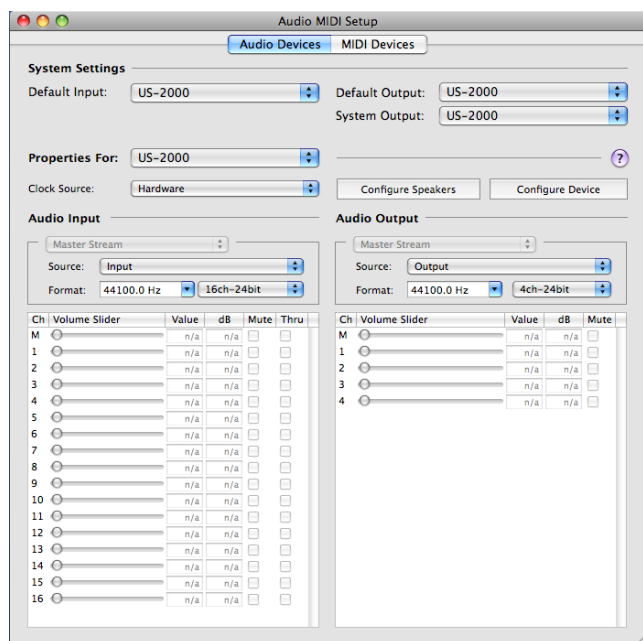 Audio MIDI Setup
Audio Devices MIDI Devices
System Settings
Default Input: US-2000
Default Output: US-2000
System Output: US-2000
Properties For: US-2000 ?
Clock Source: Hardware
Configure Speakers Configure Device
Audio Input
Master Stream
Source: Input
Format: 44100.0 Hz 16ch-24bit
Ch Volume Slider Value dB Mute Thru
M n/a n/a
1 n/a n/a
2 n/a n/a
3 n/a n/a
4 n/a n/a
5 n/a n/a
6 n/a n/a
7 n/a n/a
8 n/a n/a
9 n/a n/a
10 n/a n/a
11 n/a n/a
12 n/a n/a
13 n/a n/a
14 n/a n/a
15 n/a n/a
16 n/a n/a
Audio Output
Master Stream
Source: Output
Format: 44100.0 Hz 4ch-24bit
Ch Volume Slider Value dB Mute
M n/a n/a
1 n/a n/a
2 n/a n/a
3 n/a n/a
4 n/a n/a